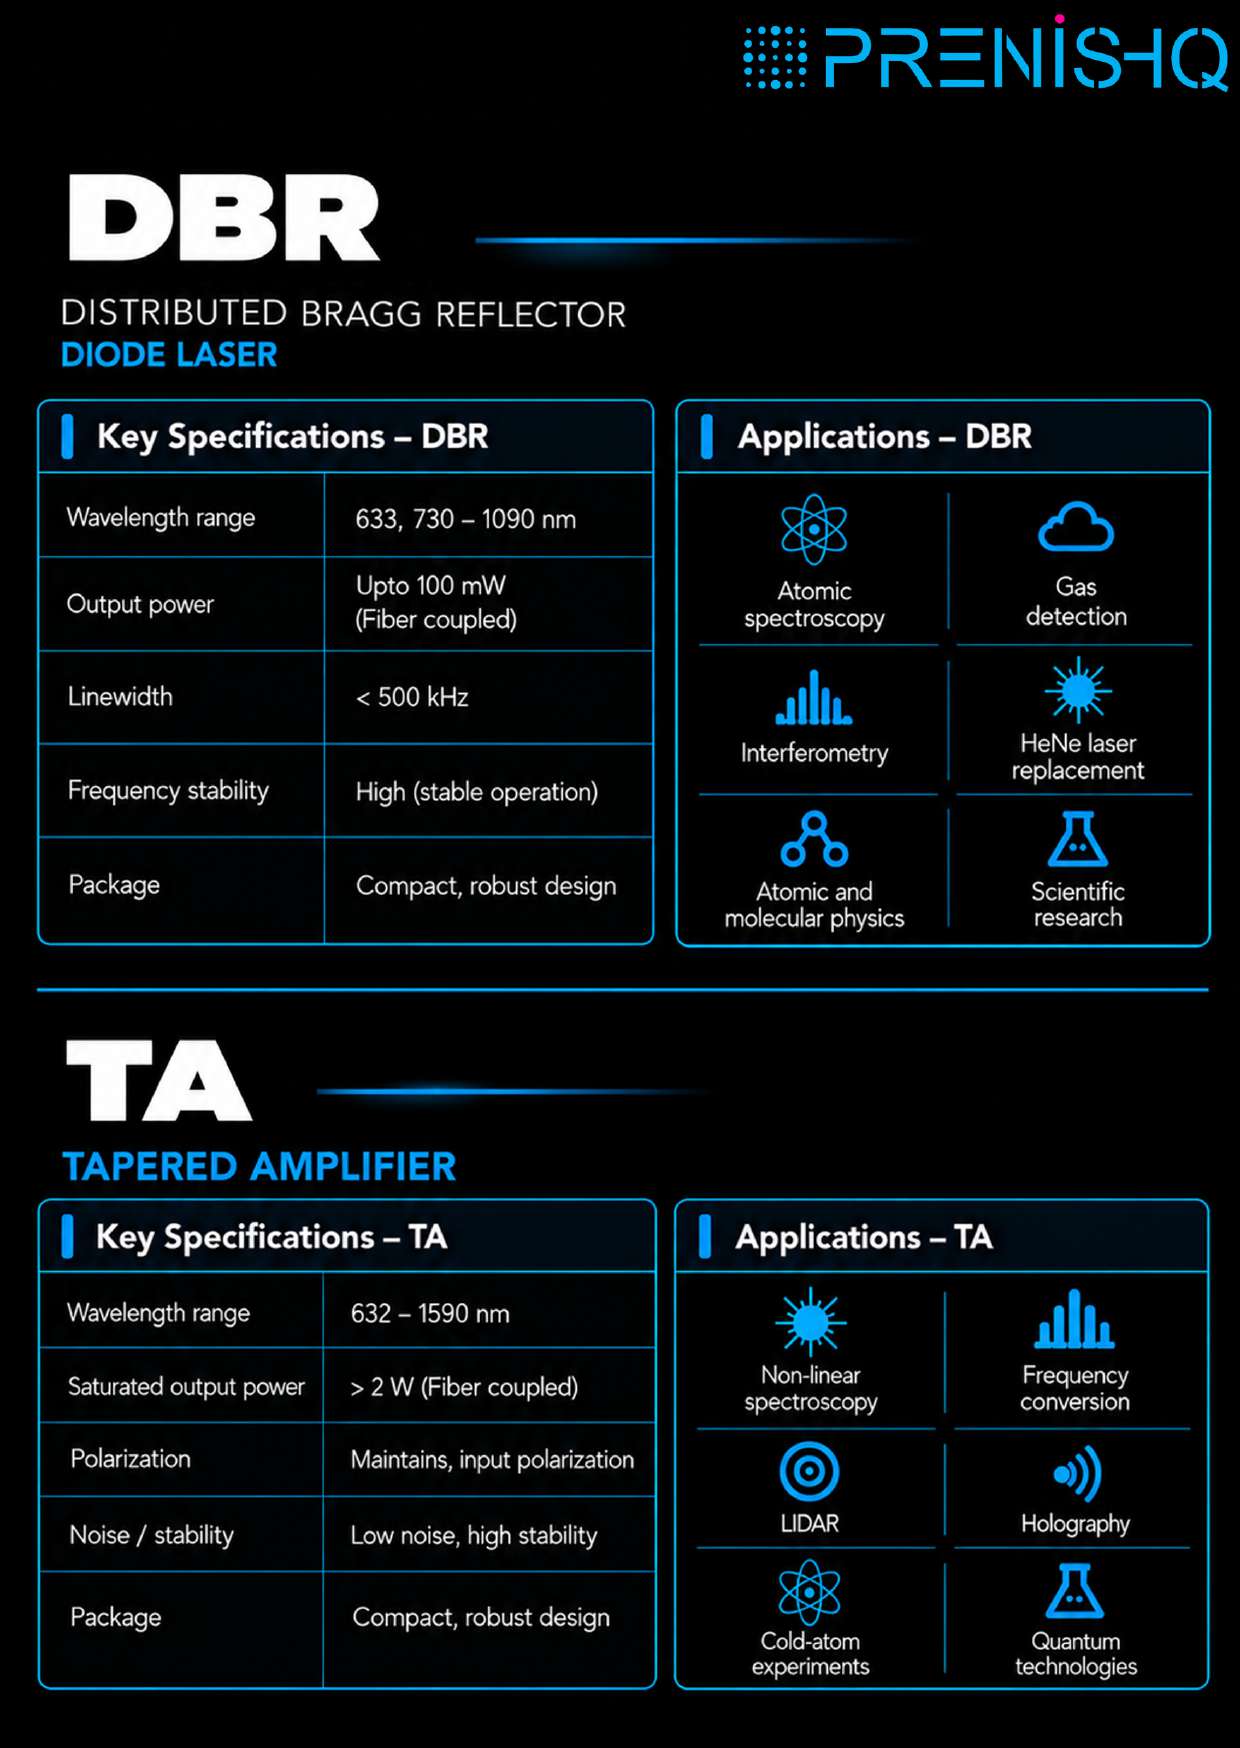 PRENISHQ
DBR
DISTRIBUTED BRAGG REFLECTOR
DIODE LASER
Key Specifications – DBR
Wavelength range
633, 730 – 1090 nm
Output power
Upto 100 mW
(Fiber coupled)
Linewidth
< 500 kHz
Frequency stability
High (stable operation)
Package
Compact, robust design
Applications – DBR
Atomic
spectroscopy
Gas
detection
Interferometry
HeNe laser
replacement
Atomic and
molecular physics
Scientific
research
TA
TAPERED AMPLIFIER
Key Specifications – TA
Wavelength range
632 – 1590 nm
Saturated output power
> 2 W (Fiber coupled)
Polarization
Maintains, input polarization
Noise / stability
Low noise, high stability
Package
Compact, robust design
Applications – TA
Non-linear
spectroscopy
Frequency
conversion
LIDAR
Holography
Cold-atom
experiments
Quantum
technologies